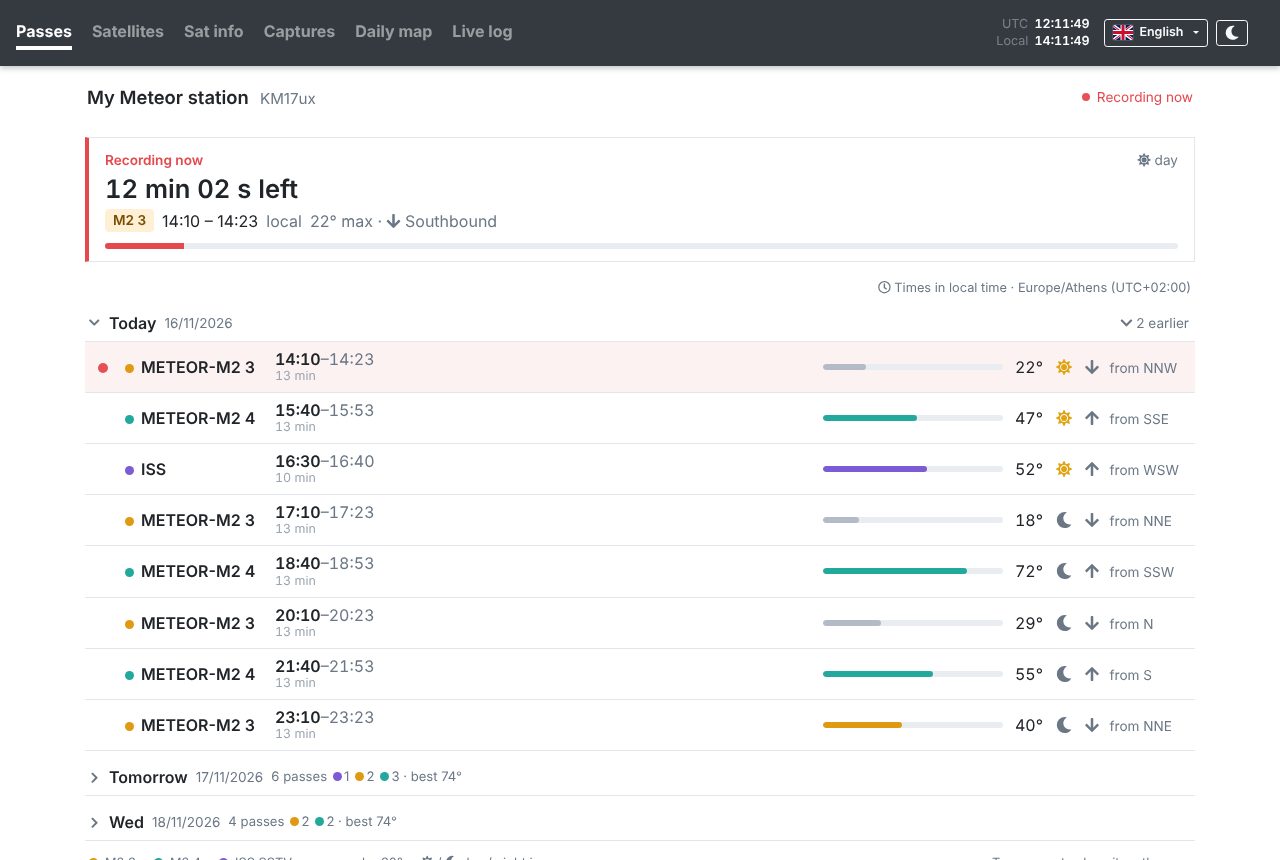 Passes Satellites Sat info Captures Daily map Live log
UTC 12:11:49
Local 14:11:49
English
My Meteor station KM17ux
Recording now
Recording now
day
12 min 02 s left
M2 3 14:10 – 14:23 local 22° max · Southbound
Times in local time · Europe/Athens (UTC+02:00)
Today 16/11/2026
2 earlier
METEOR-M2 3 14:10–14:23 22° from NNW
13 min
METEOR-M2 4 15:40–15:53 47° from SSE
13 min
ISS 16:30–16:40 52° from WSW
10 min
METEOR-M2 3 17:10–17:23 18° from NNE
13 min
METEOR-M2 4 18:40–18:53 72° from SSW
13 min
METEOR-M2 3 20:10–20:23 29° from N
13 min
METEOR-M2 4 21:40–21:53 55° from S
13 min
METEOR-M2 3 23:10–23:23 40° from NNE
13 min
Tomorrow 17/11/2026 6 passes 1 2 3 · best 74°
Wed 18/11/2026 4 passes 2 2 · best 74°